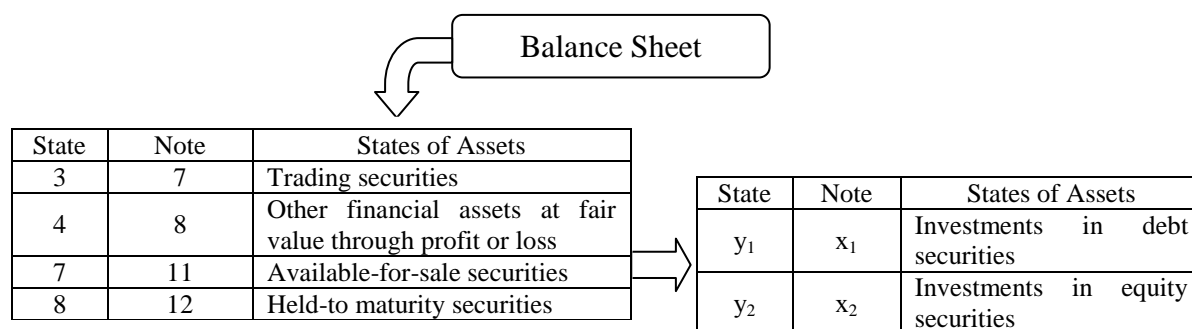 Balance Sheet
State Note States of Assets
3 7 Trading securities
4 8 Other financial assets at fair
value through profit or loss
7 11 Available-for-sale securities
8 12 Held-to maturity securities
State Note States of Assets
y₁ x₁ Investments in debt
securities
y₂ x₂ Investments in equity
securities